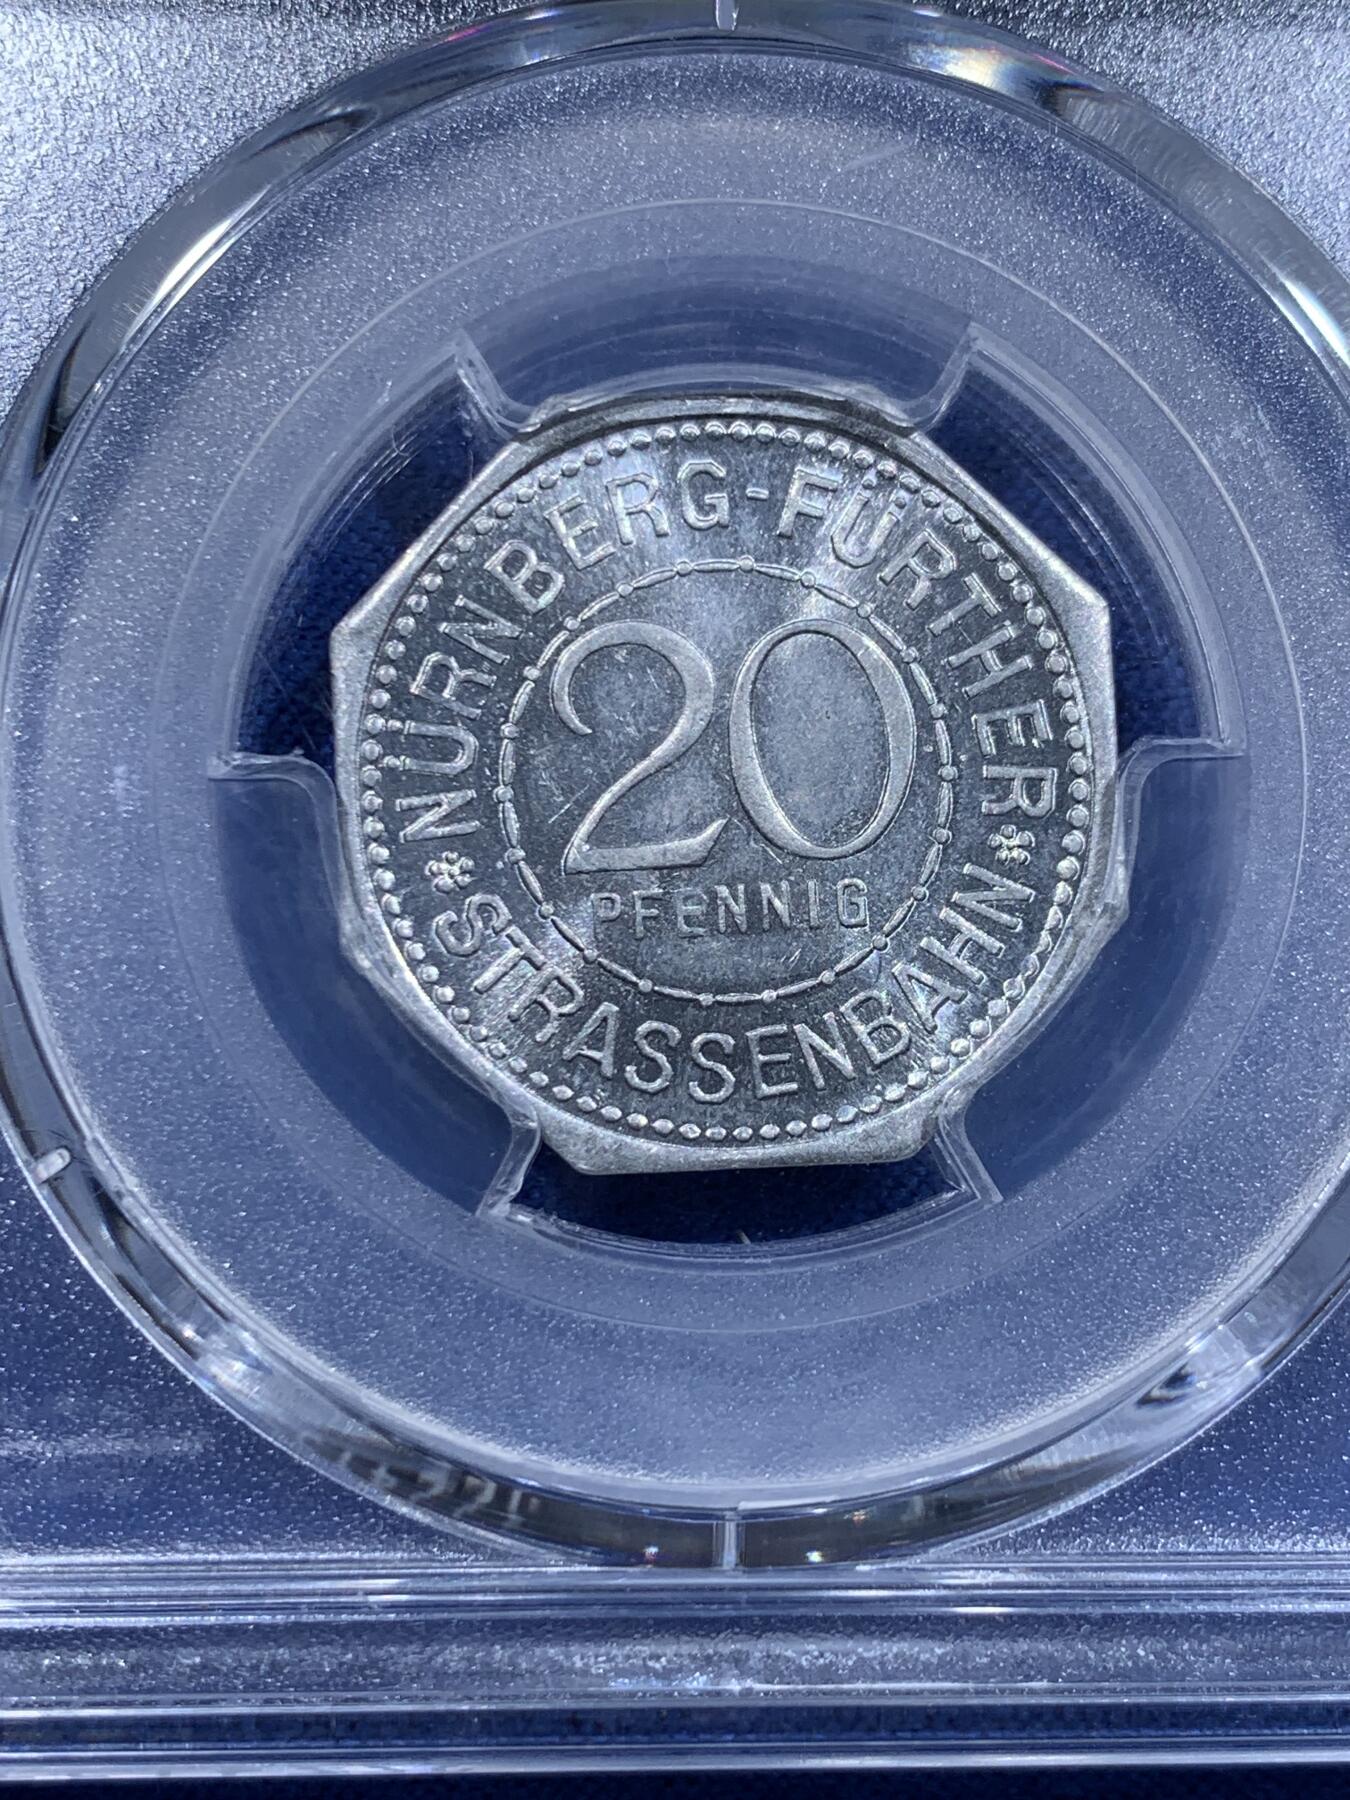 NÜRNBERG-FÜRTHER
20
PFENNIG
STRASSENBAHN